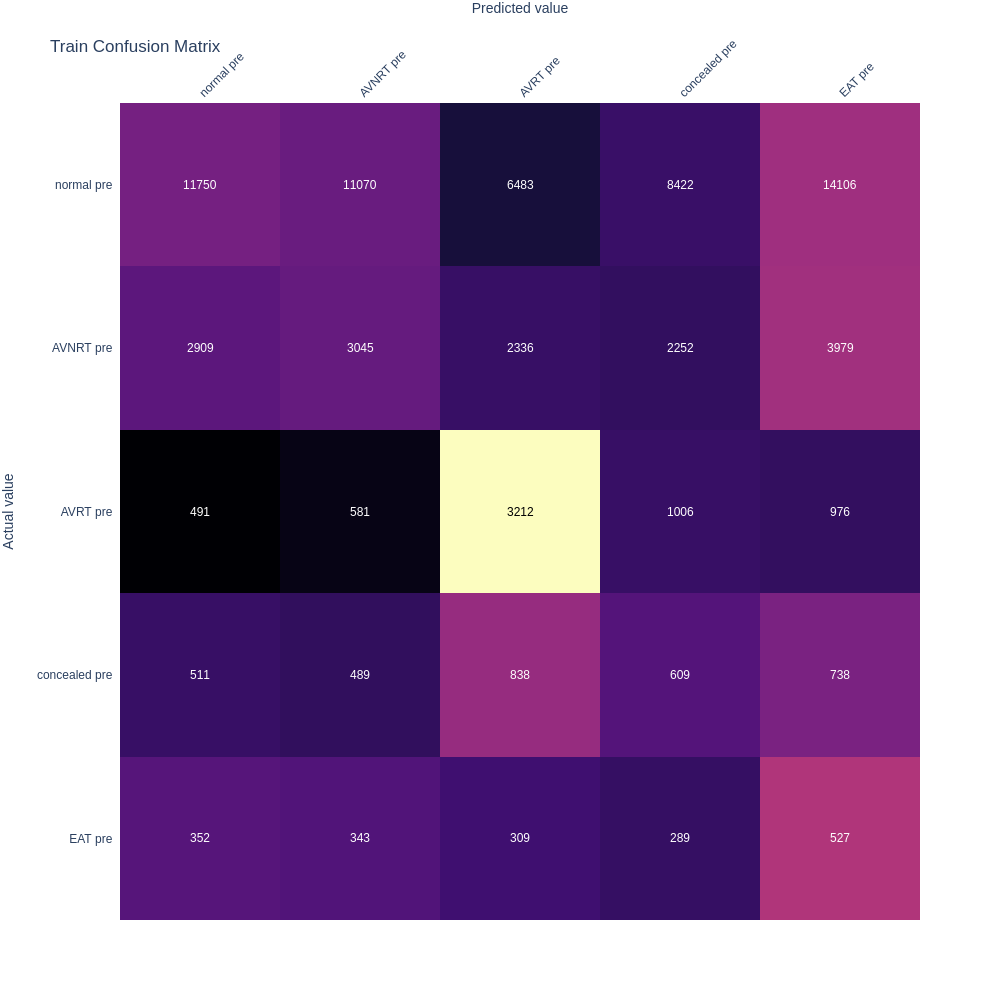 Predicted value
Train Confusion Matrix
normal pre AVNRT pre AVRT pre concealed pre EAT pre
normal pre 11750 11070 6483 8422 14106
AVNRT pre 2909 3045 2336 2252 3979
AVRT pre 491 581 3212 1006 976
concealed pre 511 489 838 609 738
EAT pre 352 343 309 289 527
Actual value